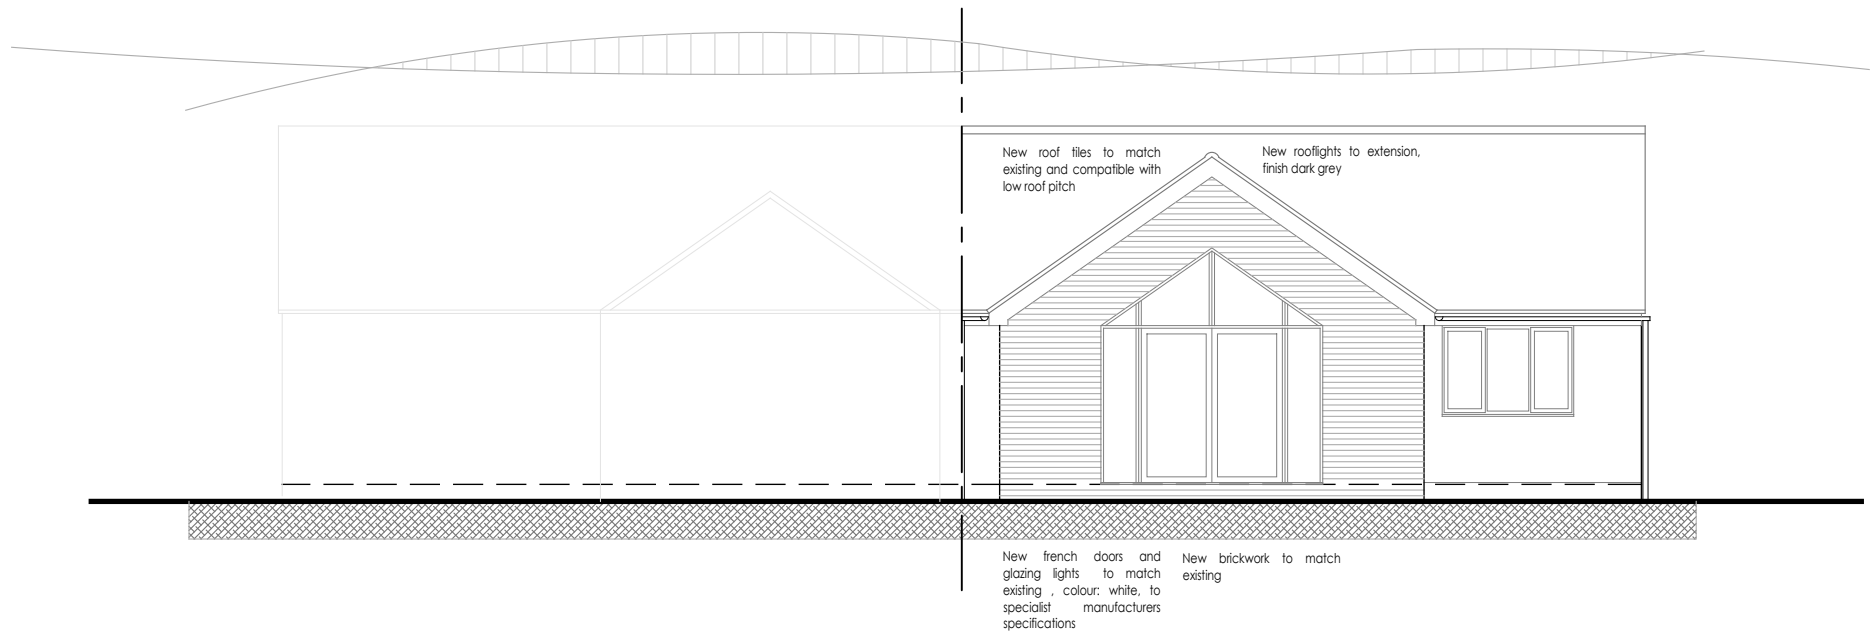 New roof tiles to match
existing and compatible with
low roof pitch
New rooflights to extension,
finish dark grey
New french doors and
glazing lights to match
existing , colour: white, to
specialist manufacturers
specifications
New brickwork to match
existing